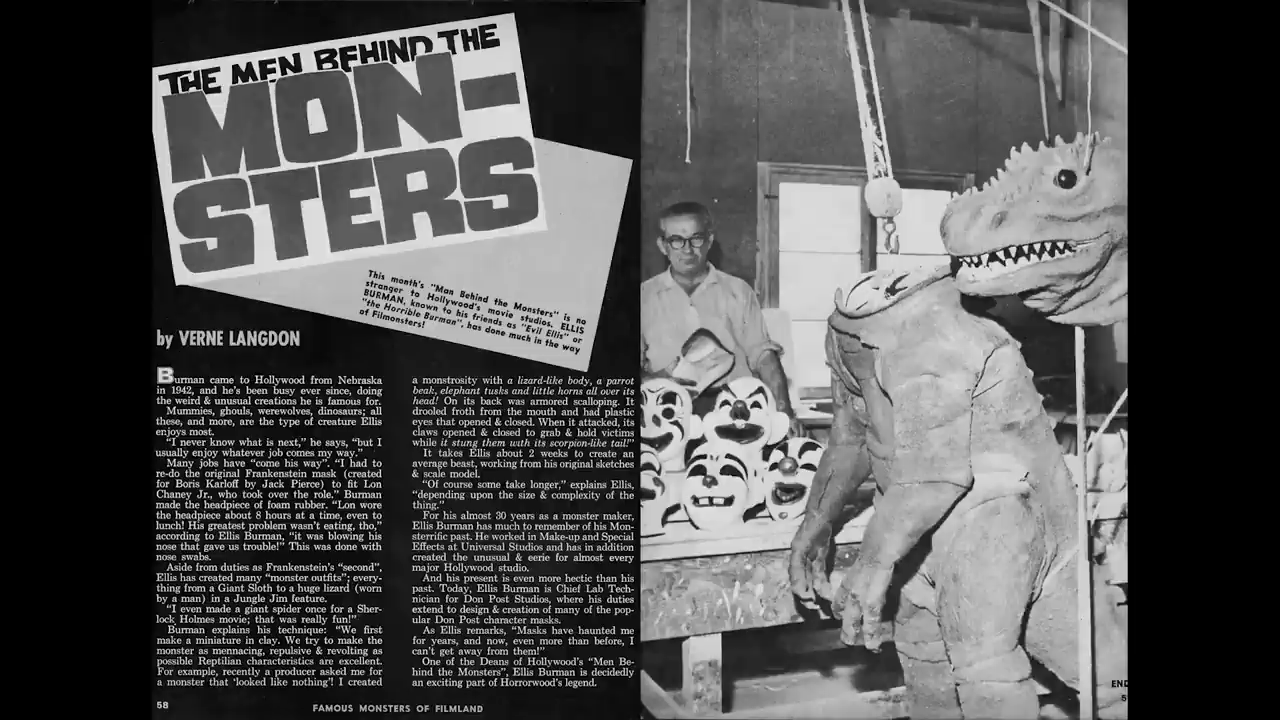 THE MEN BEHIND THE
MON-
STERS
This month's "Man Behind the Monsters" is no
stranger to Hollywood's movie studios. ELLIS
BURMAN, known to his friends as "Evil Ellis" or
"the Horrible Burman", has done much in the way
of Filmonsters!
by VERNE LANGDON
Burman came to Hollywood from Nebraska
in 1942, and he's been busy ever since, doing
the weird & unusual creations he is famous for.
Mummies, ghouls, werewolves, dinosaurs; all
these, and more, are the type of creature Ellis
enjoys most.
"I never know what is next," he says, "but I
usually enjoy whatever job comes my way."
Many jobs have "come his way". "I had to
re-do the original Frankenstein mask (created
for Boris Karloff by Jack Pierce) to fit Lon
Chaney Jr., who took over the role." Burman
made the headpiece of foam rubber. "Lon wore
the headpiece about 8 hours at a time, even to
lunch! His greatest problem wasn't eating, tho,"
according to Ellis Burman, "it was blowing his
nose that gave us trouble!" This was done with
nose swabs.
Aside from duties as Frankenstein's "second",
Ellis has created many "monster outfits"; every-
thing from a Giant Sloth to a huge lizard (worn
by a man) in a Jungle Jim feature.
"I even made a giant spider once for a Sher-
lock Holmes movie; that was really fun!"
Burman explains his technique: "We first
make a miniature in clay. We try to make the
monster as mennacing, repulsive & revolting as
possible Reptilian characteristics are excellent.
For example, recently a producer asked me for
a monster that 'looked like nothing'! I created
a monstrosity with a lizard-like body, a parrot
beak, elephant tusks and little horns all over its
head! On its back was armored scalloping. It
drooled froth from the mouth and had plastic
eyes that opened & closed. When it attacked, its
claws opened & closed to grab & hold victims
while it stung them with its scorpion-like tail!"
It takes Ellis about 2 weeks to create an
average beast, working from his original sketches
& scale model.
"Of course some take longer," explains Ellis,
"depending upon the size & complexity of the
thing."
For his almost 30 years as a monster maker,
Ellis Burman has much to remember of his Mon-
sterrific past. He worked in Make-up and Special
Effects at Universal Studios and has in addition
created the unusual & eerie for almost every
major Hollywood studio.
And his present is even more hectic than his
past. Today, Ellis Burman is Chief Lab Tech-
nician for Don Post Studios, where his duties
extend to design & creation of many of the pop-
ular Don Post character masks.
As Ellis remarks, "Masks have haunted me
for years, and now, even more than before, I
can't get away from them!"
One of the Deans of Hollywood's "Men Be-
hind the Monsters", Ellis Burman is decidedly
an exciting part of Horrorwood's legend.
58
FAMOUS MONSTERS OF FILMLAND